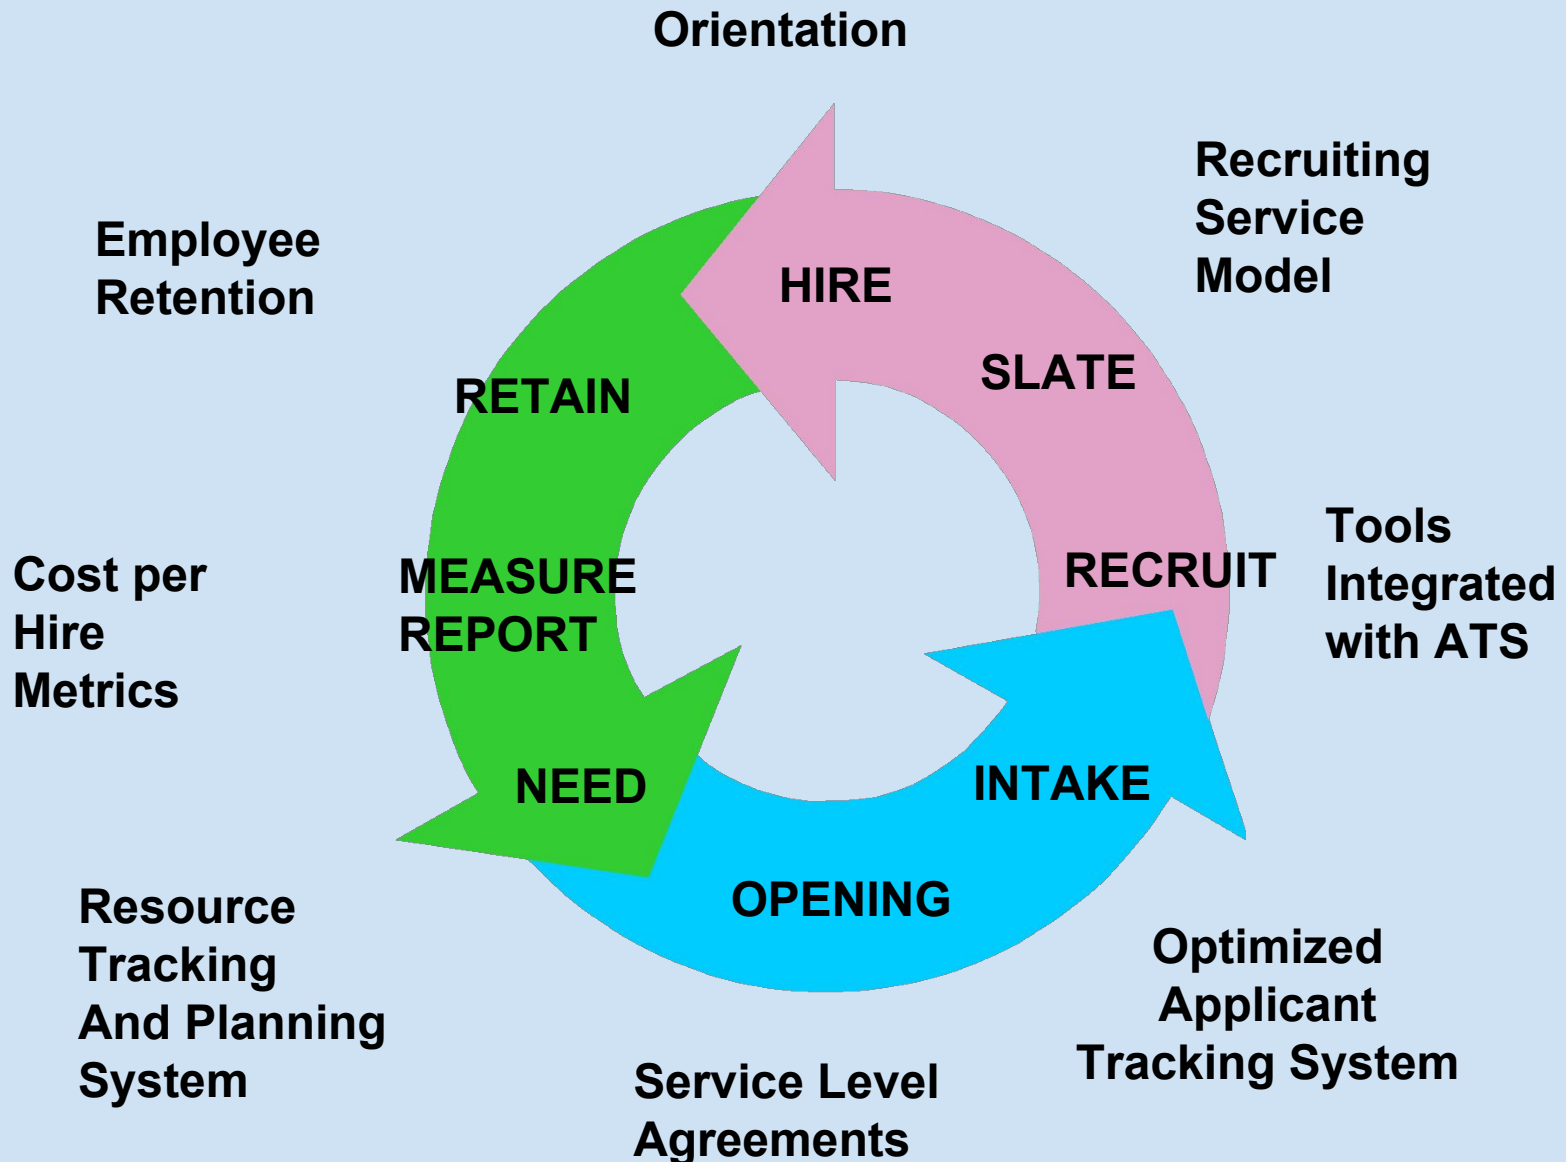 Orientation
Recruiting
Service
Model
Employee
Retention
HIRE
SLATE
RETAIN
Tools
Integrated
with ATS
RECRUIT
Cost per
Hire
Metrics
MEASURE
REPORT
NEED
INTAKE
OPENING
Resource
Tracking
And Planning
System
Optimized
Applicant
Tracking System
Service Level
Agreements